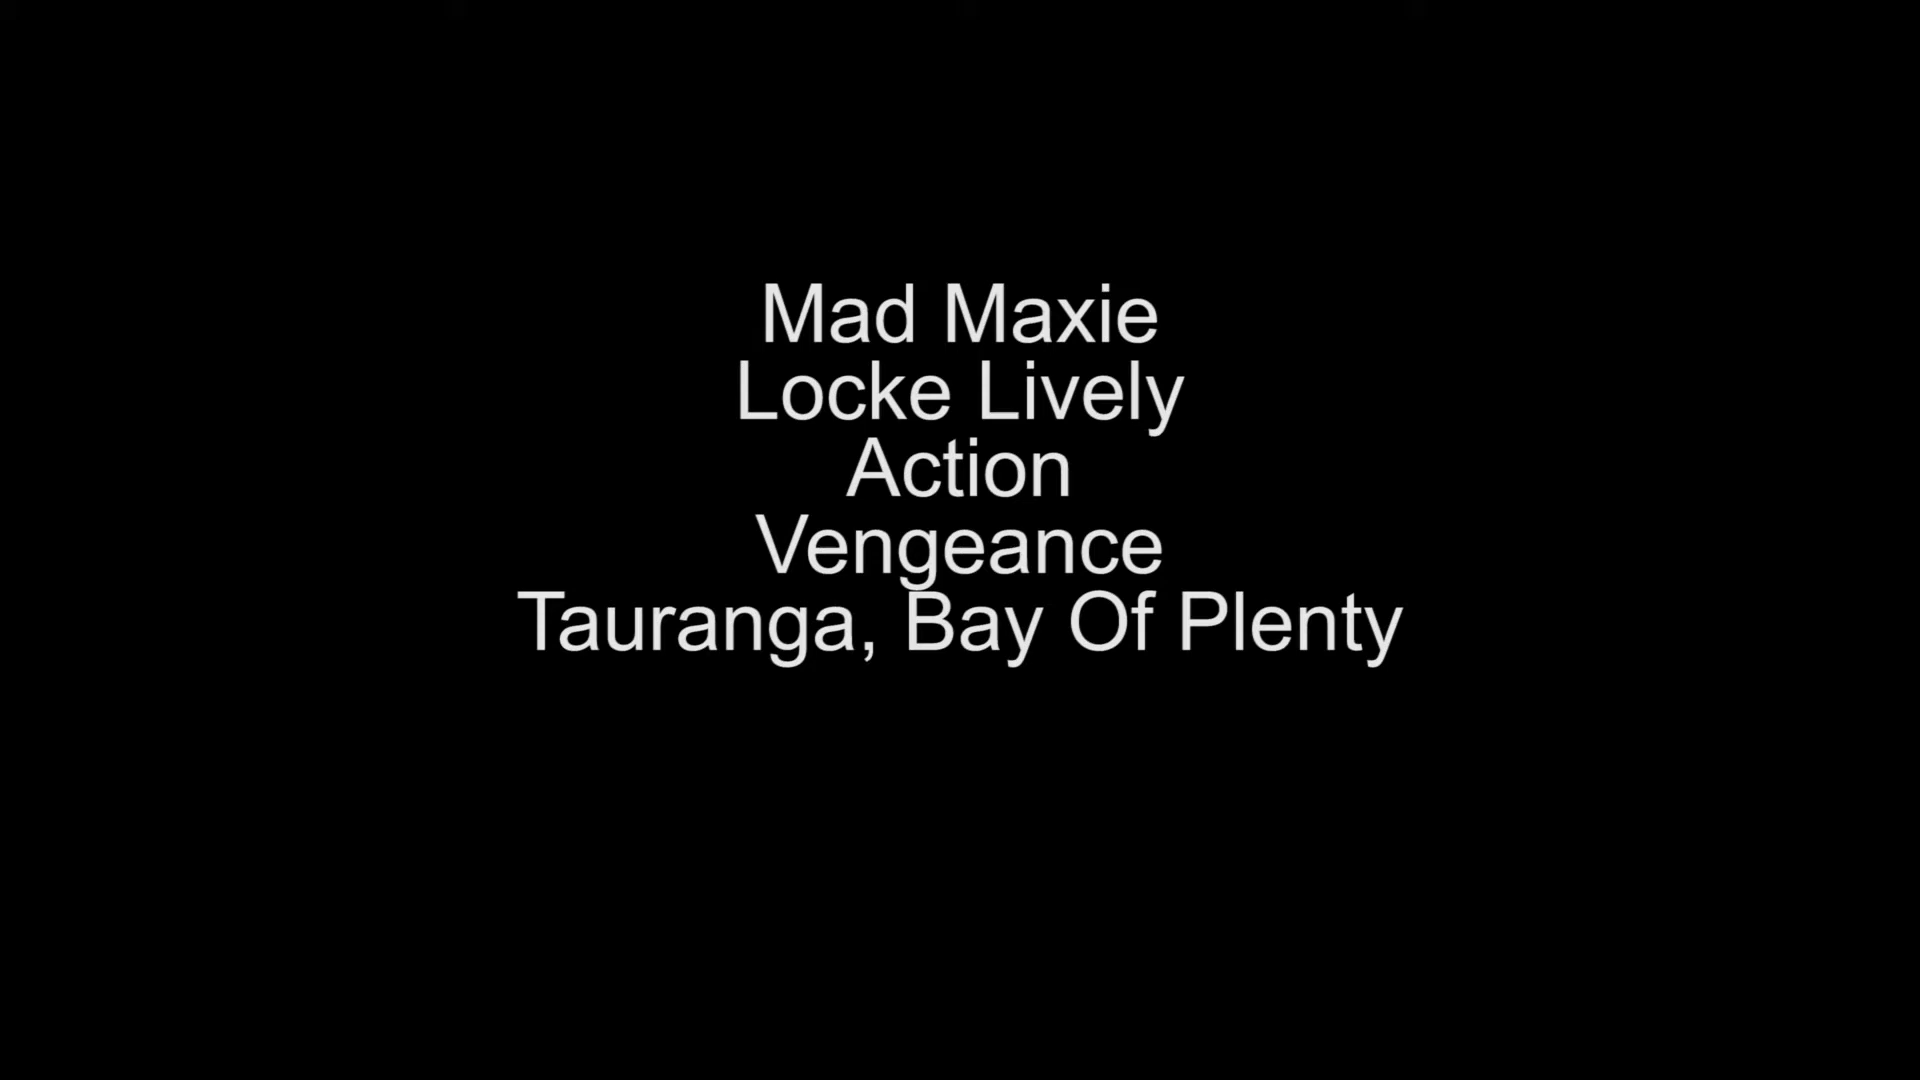 Mad Maxie
Locke Lively
Action
Vengeance
Tauranga, Bay Of Plenty